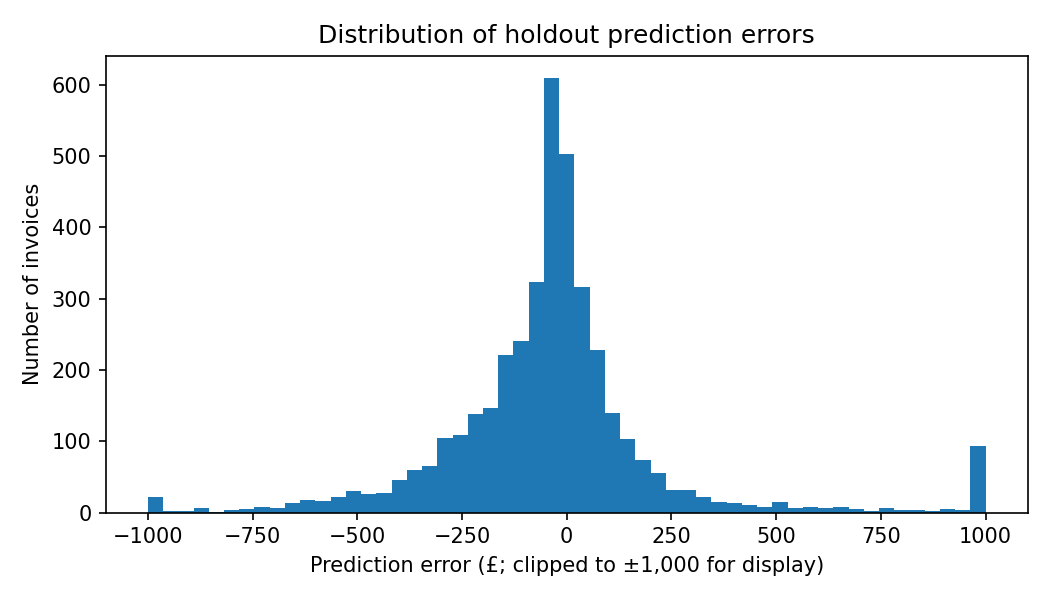 Distribution of holdout prediction errors
Number of invoices
600
500
400
300
200
100
0
−1000 −750 −500 −250 0 250 500 750 1000
Prediction error (£; clipped to ±1,000 for display)